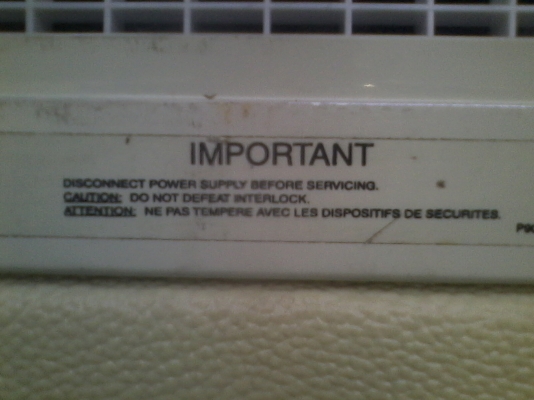 IMPORTANT
DISCONNECT POWER SUPPLY BEFORE SERVICING.
CAUTION: DO NOT DEFEAT INTERLOCK.
ATTENTION: NE PAS TEMPERE AVEC LES DISPOSITIFS DE SECURITES.